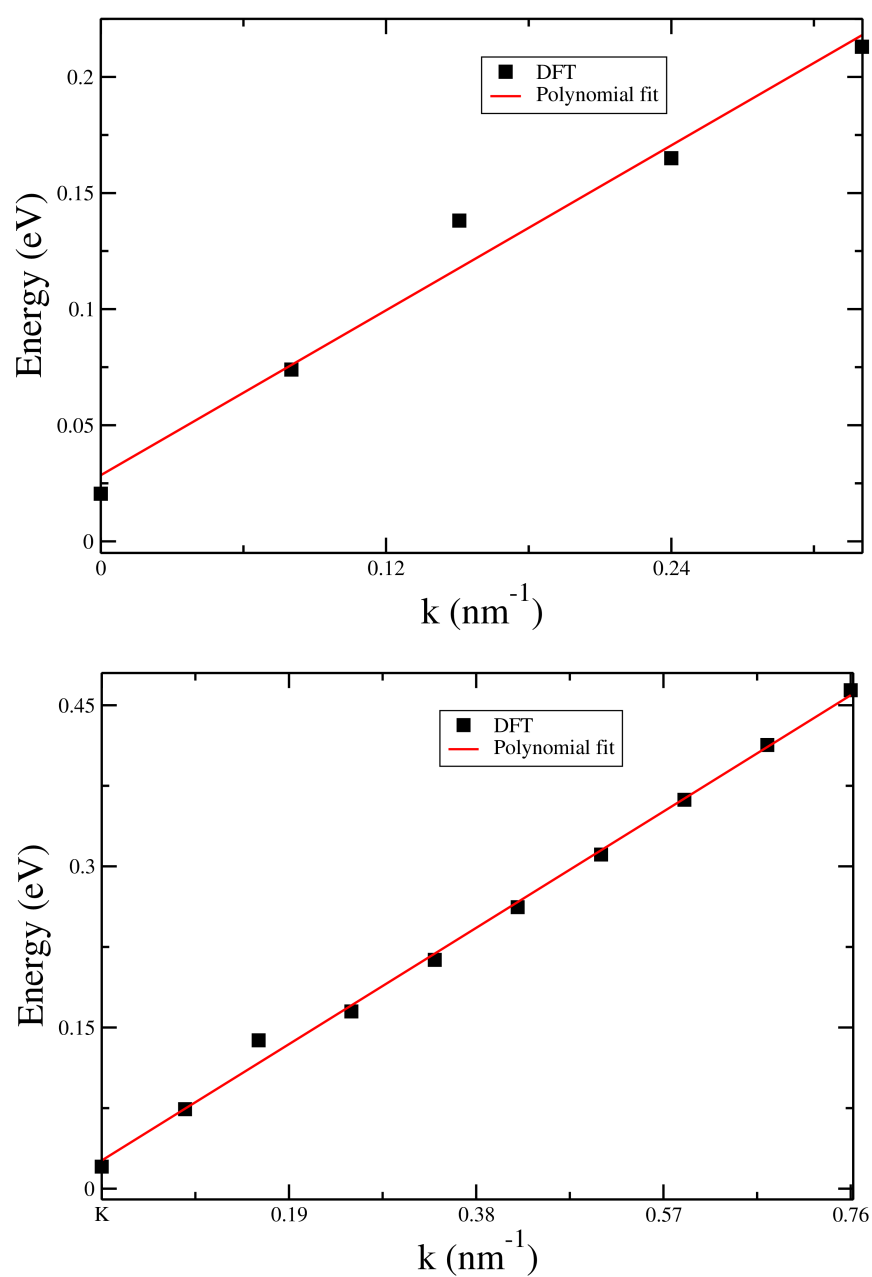 0.2
0.15
0.1
0.05
0
Energy (eV)
DFT
Polynomial fit
0 0.12 0.24
k (nm-1)
0.45
0.3
0.15
0
Energy (eV)
DFT
Polynomial fit
K 0.19 0.38 0.57 0.76
k (nm-1)